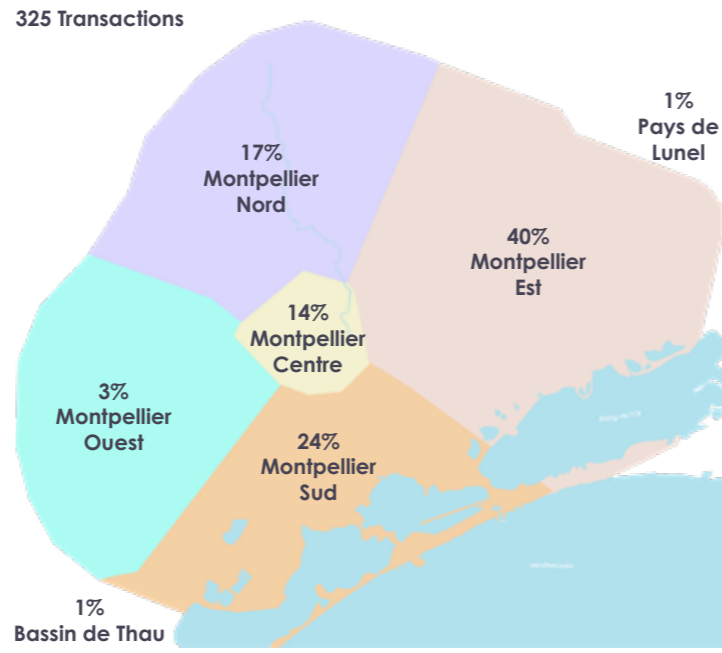 325 Transactions
1%
Pays de
Lunel
17%
Montpellier
Nord
40%
Montpellier
Est
14%
Montpellier
Centre
3%
Montpellier
Ouest
24%
Montpellier
Sud
1%
Bassin de Thau